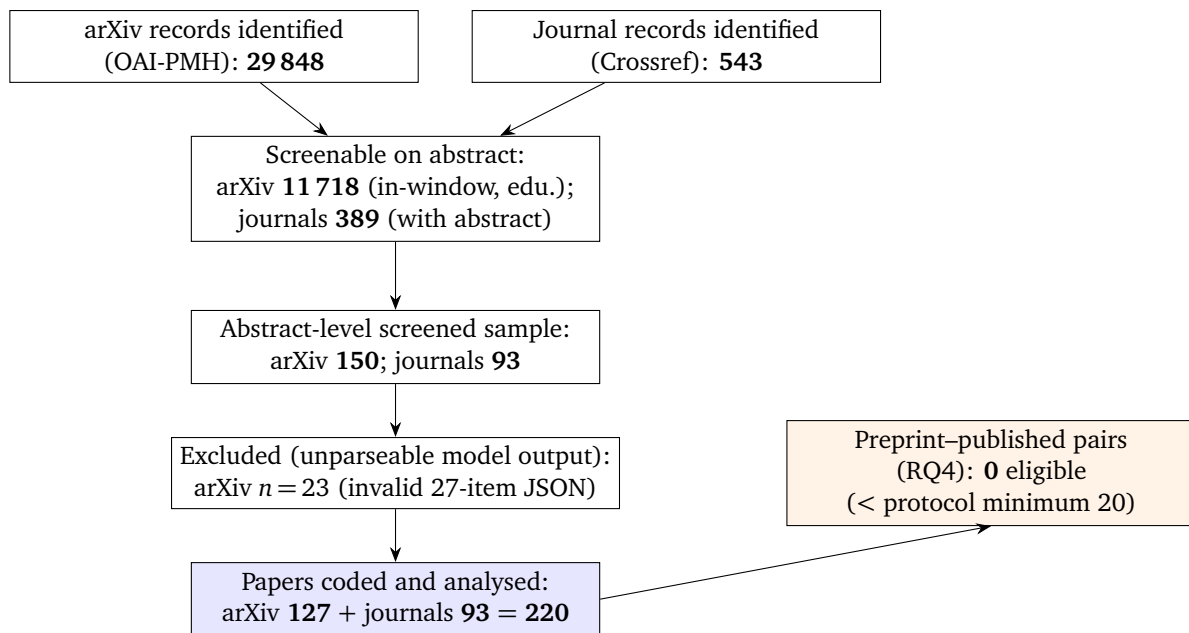 arXiv records identified
(OAI-PMH): 29 848
Journal records identified
(Crossref): 543
Screenable on abstract:
arXiv 11 718 (in-window, edu.);
journals 389 (with abstract)
Abstract-level screened sample:
arXiv 150; journals 93
Excluded (unparseable model output):
arXiv n = 23 (invalid 27-item JSON)
Preprint–published pairs
(RQ4): 0 eligible
(< protocol minimum 20)
Papers coded and analysed:
arXiv 127 + journals 93 = 220